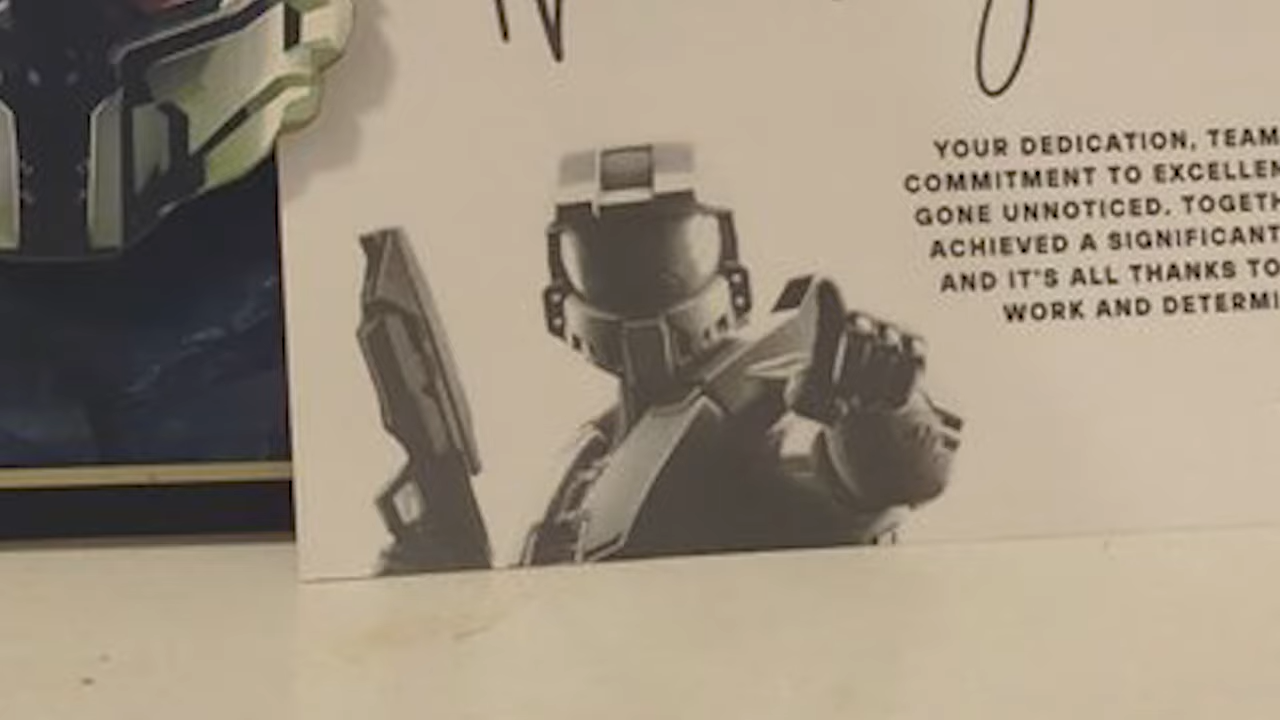 YOUR DEDICATION, TEAM
COMMITMENT TO EXCELLEN
GONE UNNOTICED. TOGETH
ACHIEVED A SIGNIFICANT
AND IT'S ALL THANKS TO
WORK AND DETERMI